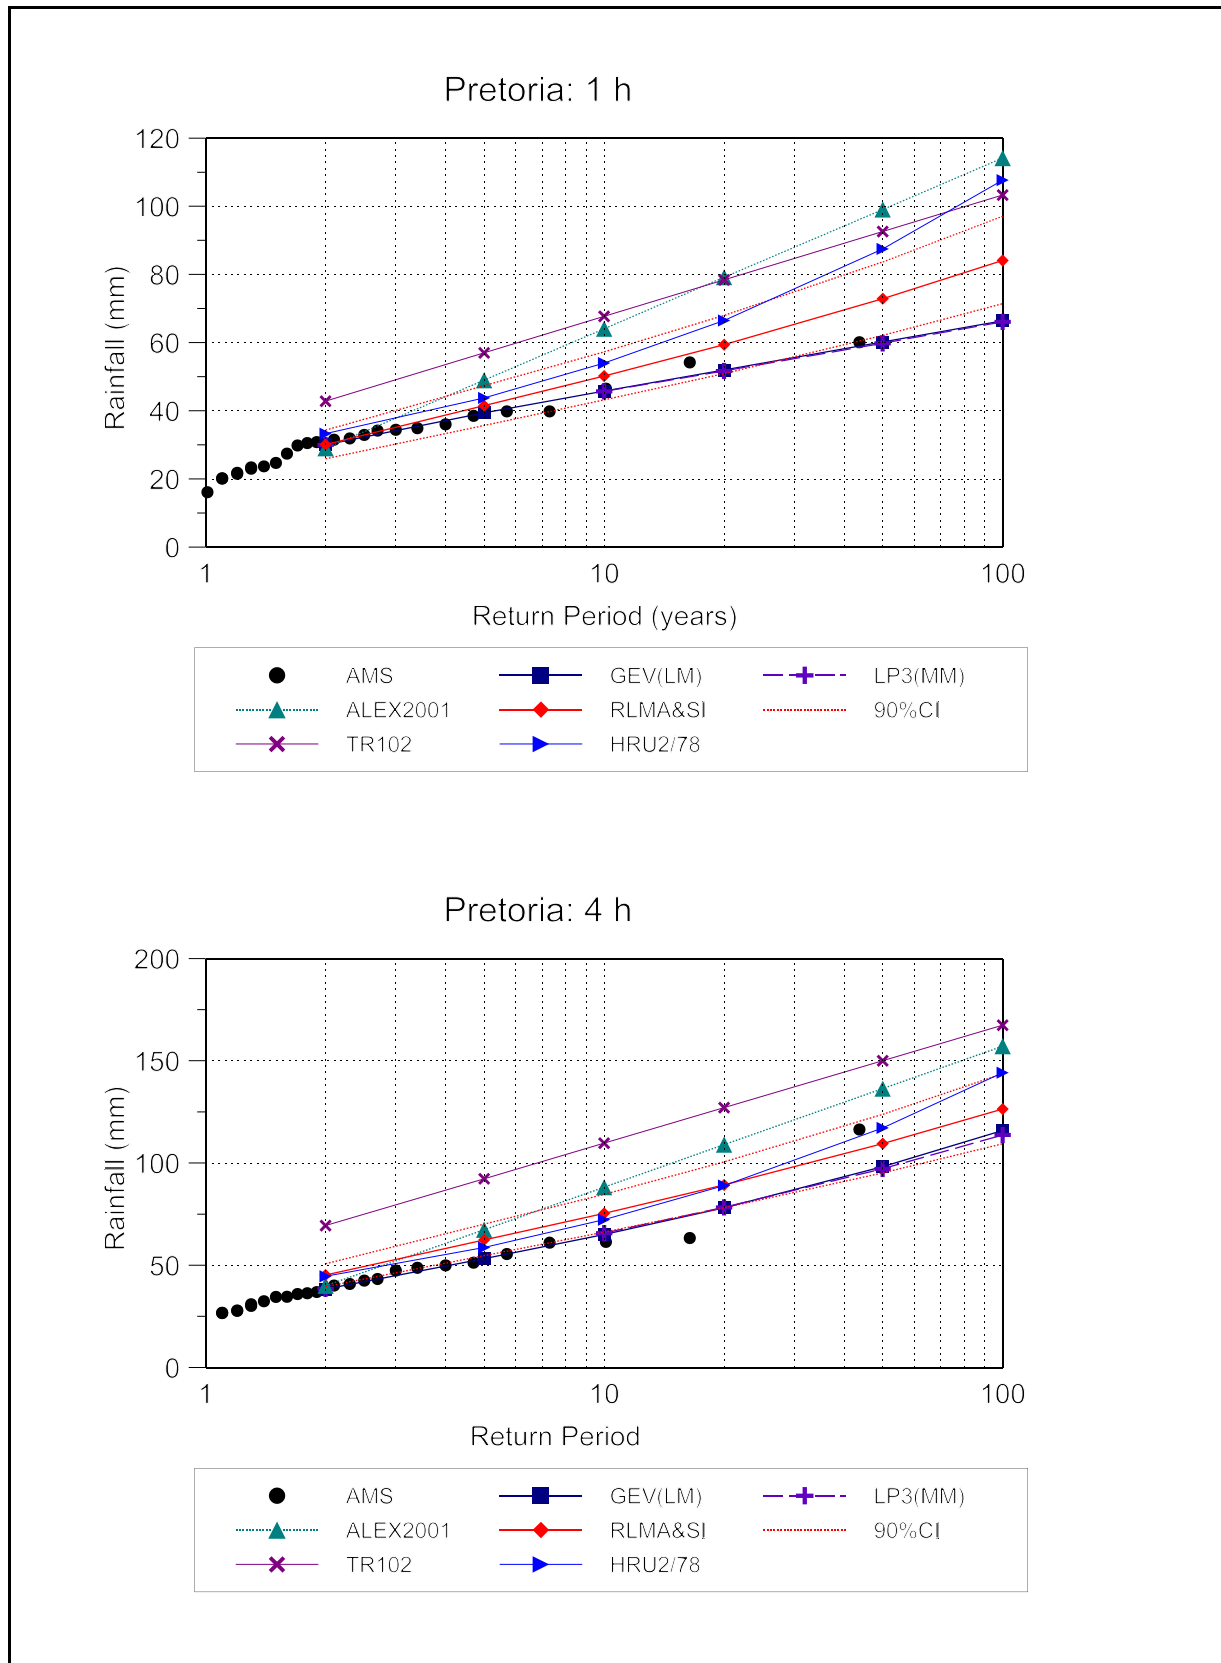 Pretoria: 1 h
120
100
80
60
40
20
0
Rainfall (mm)
1 10 100
Return Period (years)
AMS GEV(LM) LP3(MM)
ALEX2001 RLMA&SI 90%CI
TR102 HRU2/78
Pretoria: 4 h
200
150
100
50
0
Rainfall (mm)
1 10 100
Return Period
AMS GEV(LM) LP3(MM)
ALEX2001 RLMA&SI 90%CI
TR102 HRU2/78